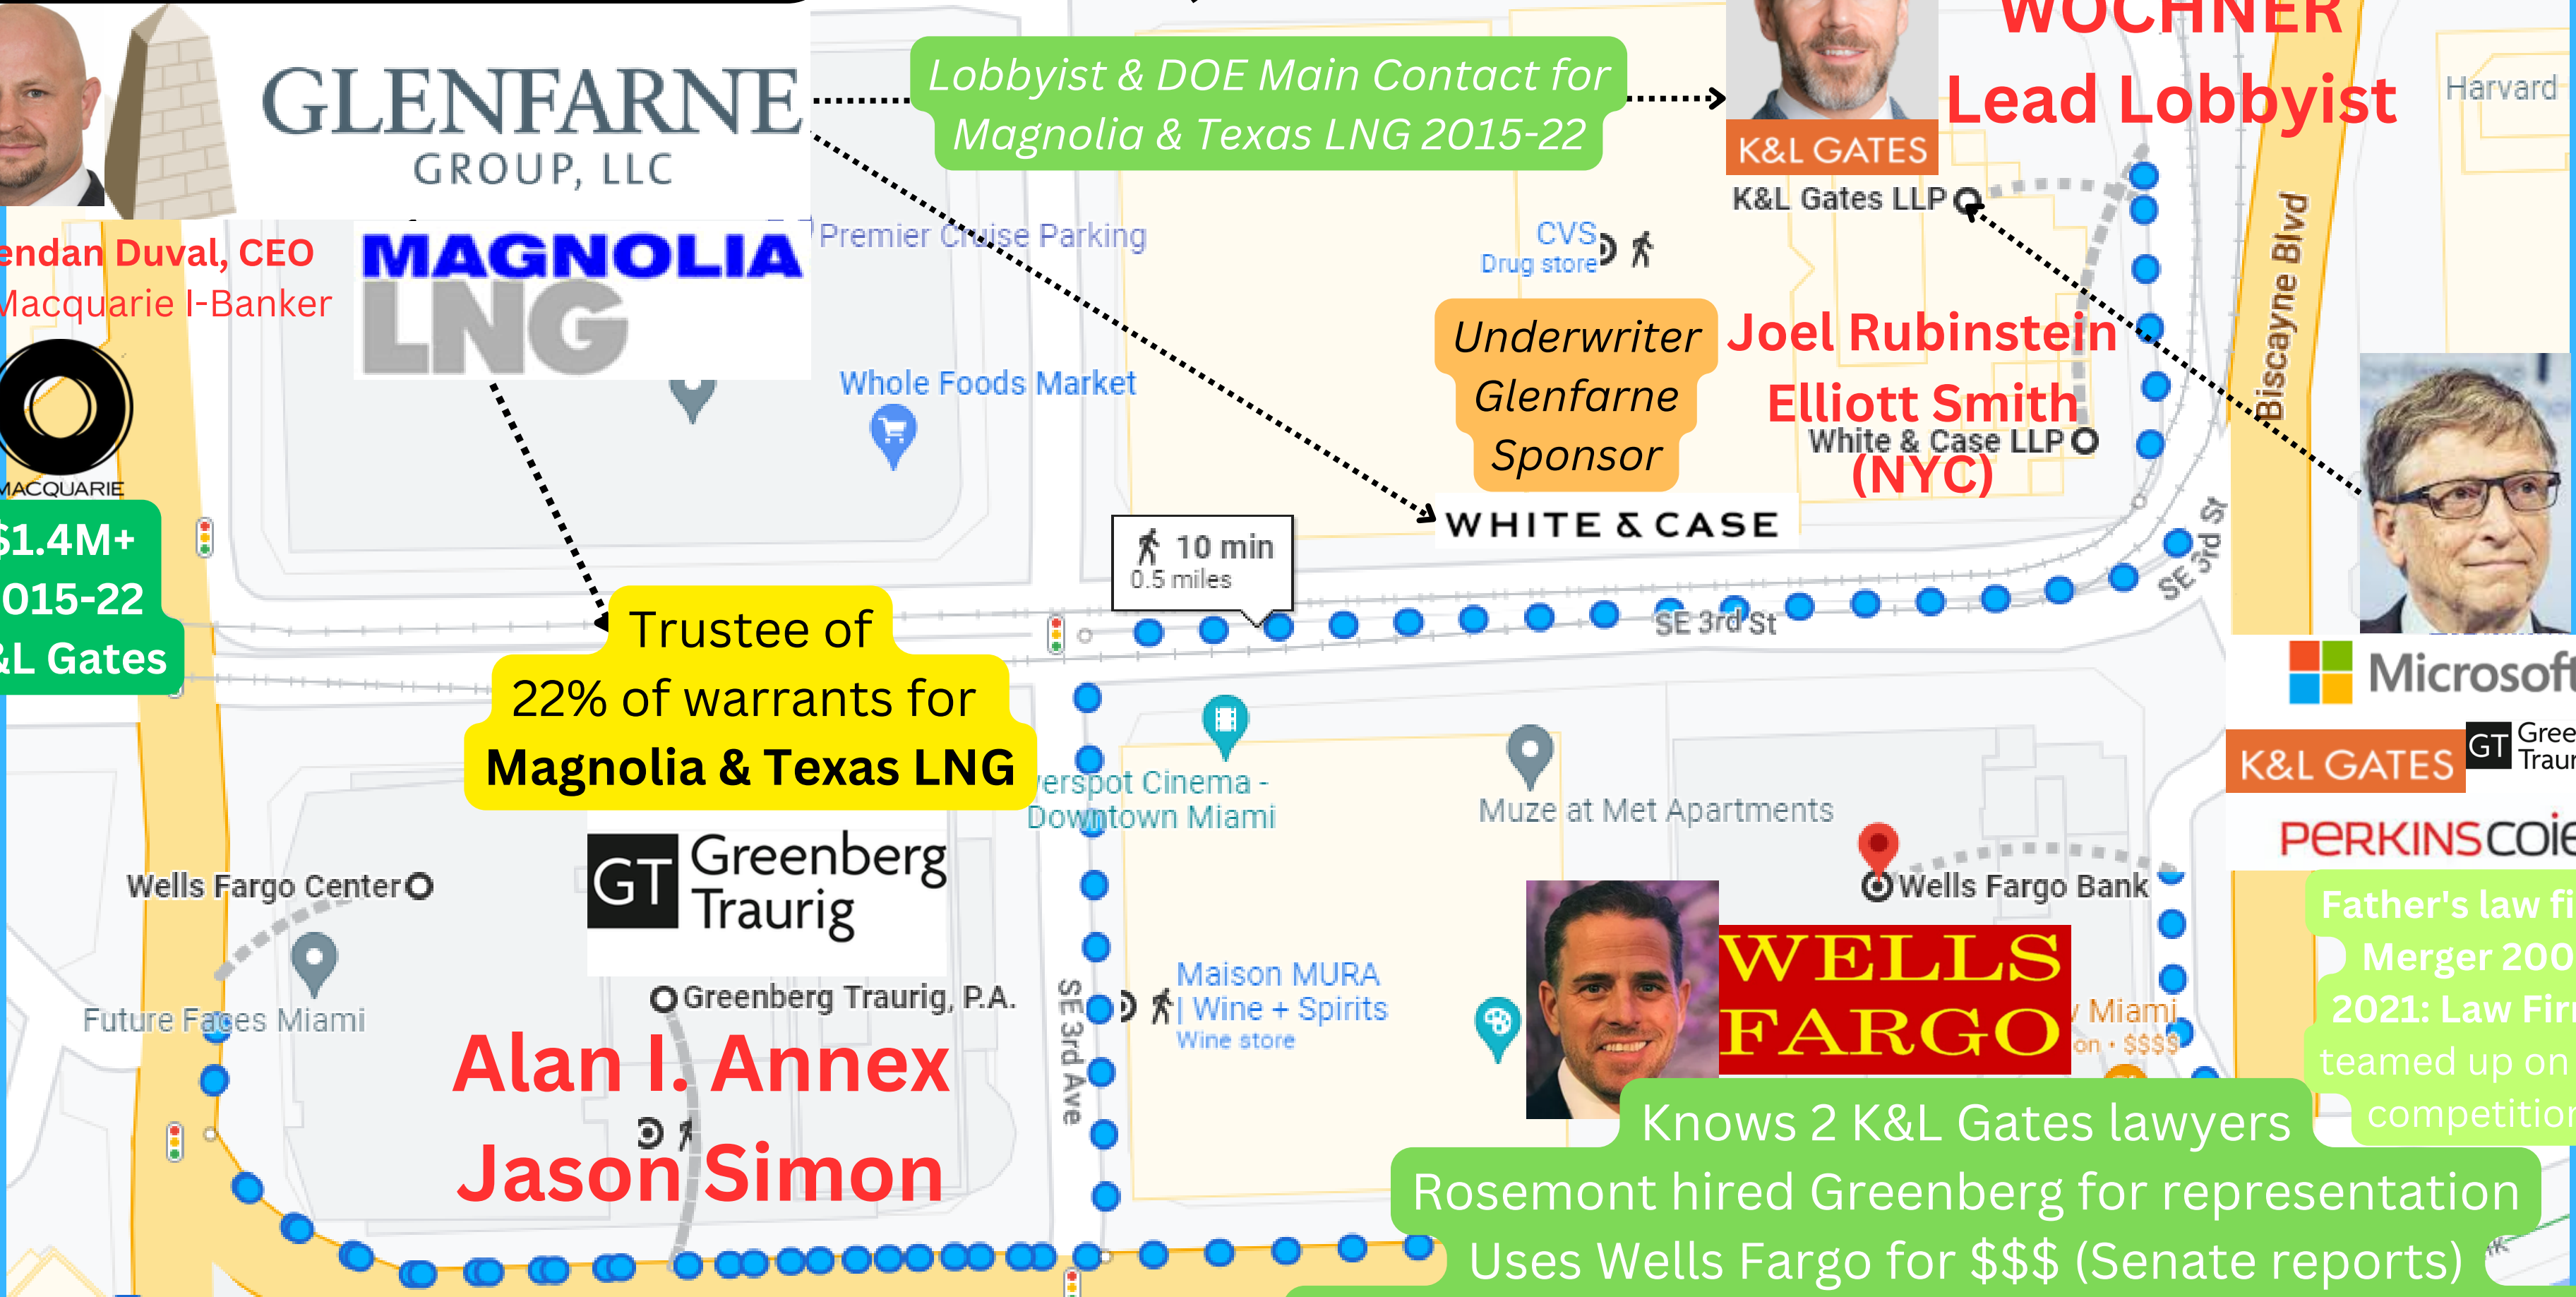 GLENFARNE
GROUP, LLC
endan Duval, CEO
Macquarie I-Banker
MAGNOLIA
LNG
MACQUARIE
$1.4M+
015-22
&L Gates
Lobbyist & DOE Main Contact for
Magnolia & Texas LNG 2015-22
WOCHNER
Lead Lobbyist
K&L GATES
K&L Gates LLP
Harvard
Premier Cruise Parking
CVS
Drug store
Whole Foods Market
Underwriter
Glenfarne
Sponsor
Joel Rubinstein
Elliott Smith
White & Case LLP
(NYC)
WHITE & CASE
Biscayne Blvd
10 min
0.5 miles
SE 3rd St
SE 3rd St
Trustee of
22% of warrants for
Magnolia & Texas LNG
verspot Cinema -
Downtown Miami
Muze at Met Apartments
Microsoft
K&L GATES
GT
Gree
Traur
PERKINSCOIE
GT
Greenberg
Traurig
Wells Fargo Center
Future Faces Miami
Greenberg Traurig, P.A.
Alan I. Annex
Jason Simon
SE 3rd Ave
Maison MURA
| Wine + Spirits
Wine store
Wells Fargo Bank
WELLS
FARGO
Miami
on • $$$$
Father's law fi
Merger 200
2021: Law Fir
teamed up on
competition
Knows 2 K&L Gates lawyers
Rosemont hired Greenberg for representation
Uses Wells Fargo for $$$ (Senate reports)